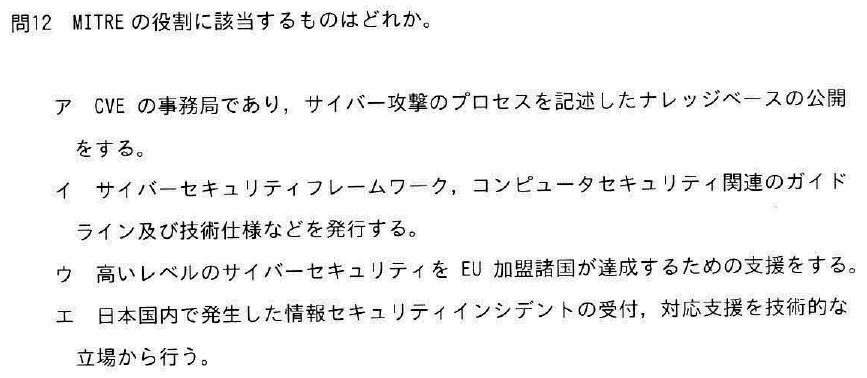 問12 MITRE の役割に該当するものはどれか。
ア CVE の事務局であり，サイバー攻撃のプロセスを記述したナレッジベースの公開
をする。
イ サイバーセキュリティフレームワーク，コンピュータセキュリティ関連のガイド
ライン及び技術仕様などを発行する。
ウ 高いレベルのサイバーセキュリティを EU 加盟諸国が達成するための支援をする。
エ 日本国内で発生した情報セキュリティインシデントの受付，対応支援を技術的な
立場から行う。